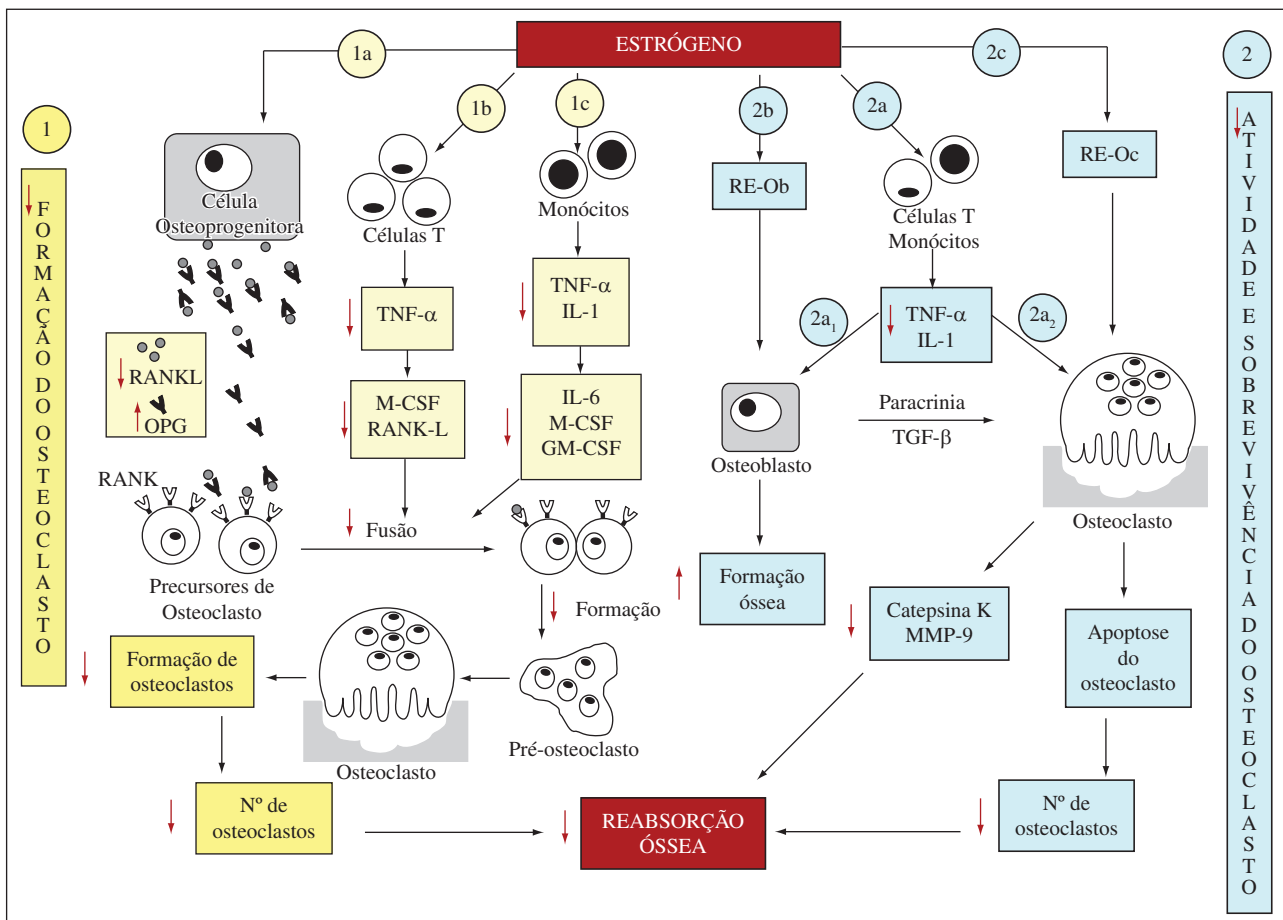 ESTRÓGENO
1
FORMAÇÃO DO OSTEOCLASTO
1a
Célula
Osteoprogenitora
RANKL
OPG
RANK
Precursores de
Osteoclasto
1b
Células T
TNF-α
M-CSF
RANK-L
Fusão
1c
Monócitos
TNF-α
IL-1
IL-6
M-CSF
GM-CSF
Formação
Pré-osteoclasto
Osteoclasto
Formação de
osteoclastos
Nº de
osteoclastos
2b
RE-Ob
Osteoblasto
Formação
óssea
2a
Células T
Monócitos
TNF-α
IL-1
2a₁
2a₂
Paracrinia
TGF-β
2c
RE-Oc
Osteoclasto
Catepsina K
MMP-9
Apoptose
do
osteoclasto
Nº de
osteoclastos
REABSORÇÃO
ÓSSEA
2
ATIVIDADE E SOBREVIVÊNCIA DO OSTEOCLASTO